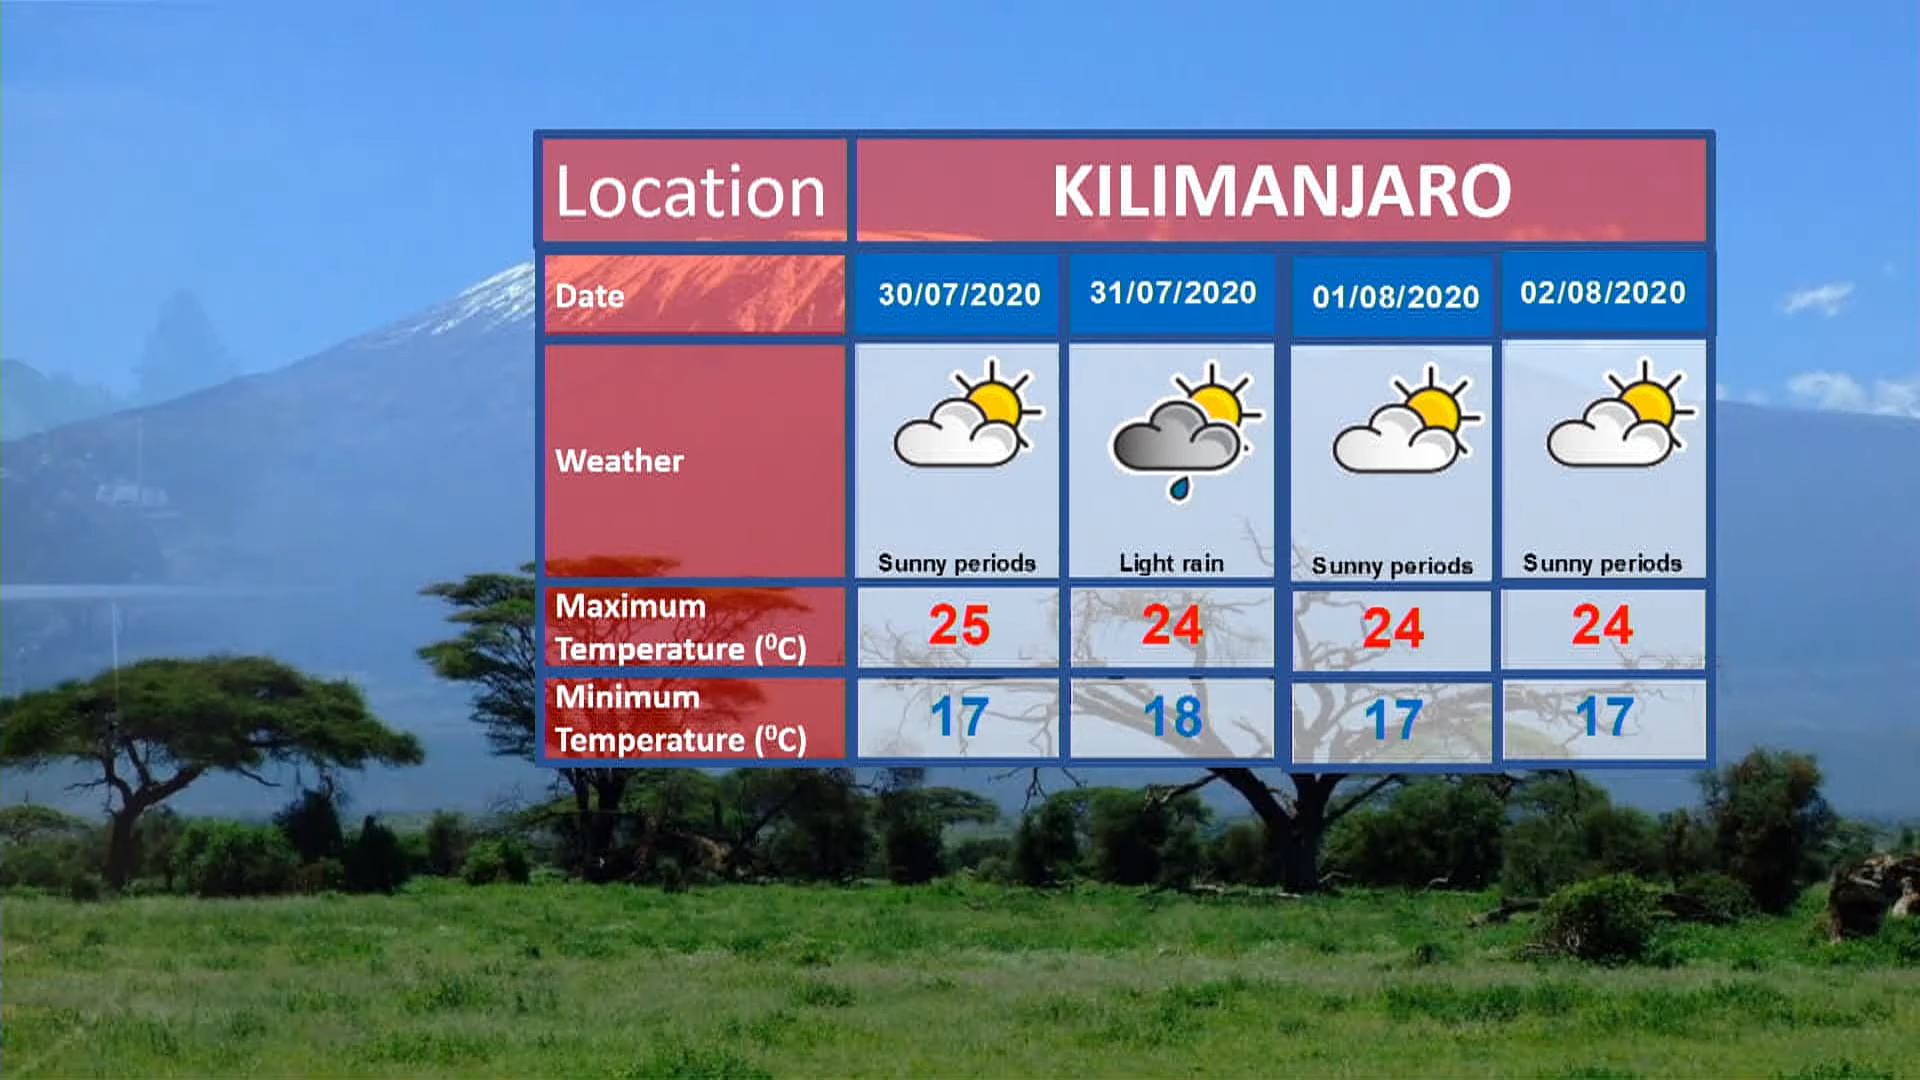 Location KILIMANJARO
Date 30/07/2020 31/07/2020 01/08/2020 02/08/2020
Weather
Sunny periods Light rain Sunny periods Sunny periods
Maximum
Temperature (⁰C) 25 24 24 24
Minimum
Temperature (⁰C) 17 18 17 17